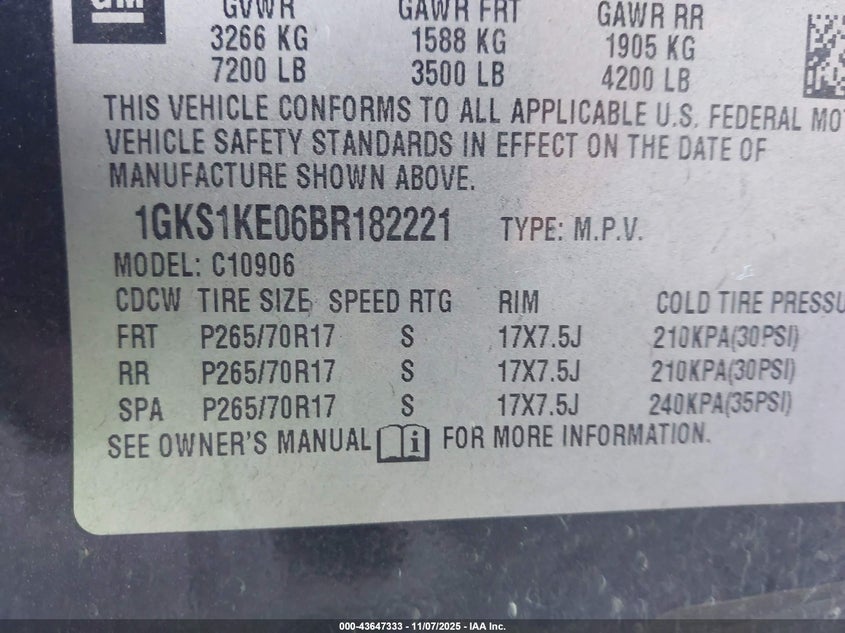 GM
GVWR GAWR FRT GAWR RR
3266 KG 1588 KG 1905 KG
7200 LB 3500 LB 4200 LB
THIS VEHICLE CONFORMS TO ALL APPLICABLE U.S. FEDERAL MOT
VEHICLE SAFETY STANDARDS IN EFFECT ON THE DATE OF
MANUFACTURE SHOWN ABOVE.
1GKS1KE06BR182221 TYPE: M.P.V.
MODEL: C10906
CDCW TIRE SIZE SPEED RTG RIM COLD TIRE PRESSU
FRT P265/70R17 S 17X7.5J 210KPA(30PSI)
RR P265/70R17 S 17X7.5J 210KPA(30PSI)
SPA P265/70R17 S 17X7.5J 240KPA(35PSI)
SEE OWNER'S MANUAL i FOR MORE INFORMATION.
000-43647333 - 11/07/2025 - IAA Inc.